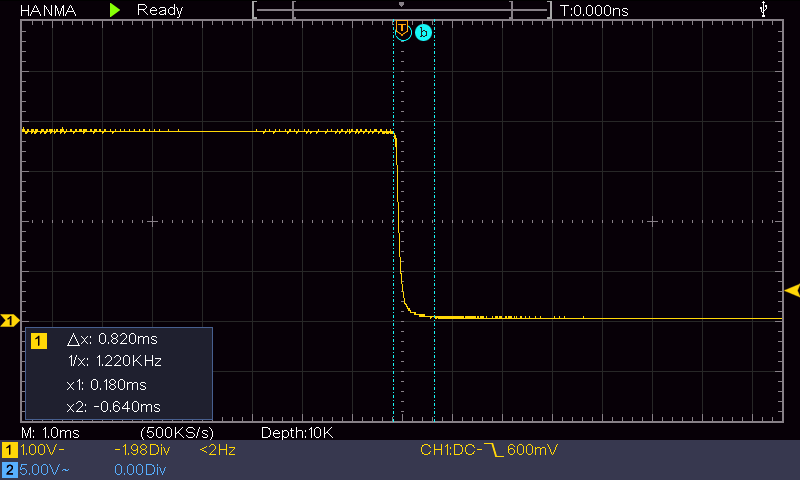 HANMA Ready T:0.000ns
T b
1
1 △x: 0.820ms
1/x: 1.220KHz
x1: 0.180ms
x2: -0.640ms
M: 1.0ms (500KS/s) Depth:10K
1 1.00V- -1.98Div <2Hz CH1:DC- 600mV
2 5.00V~ 0.00Div